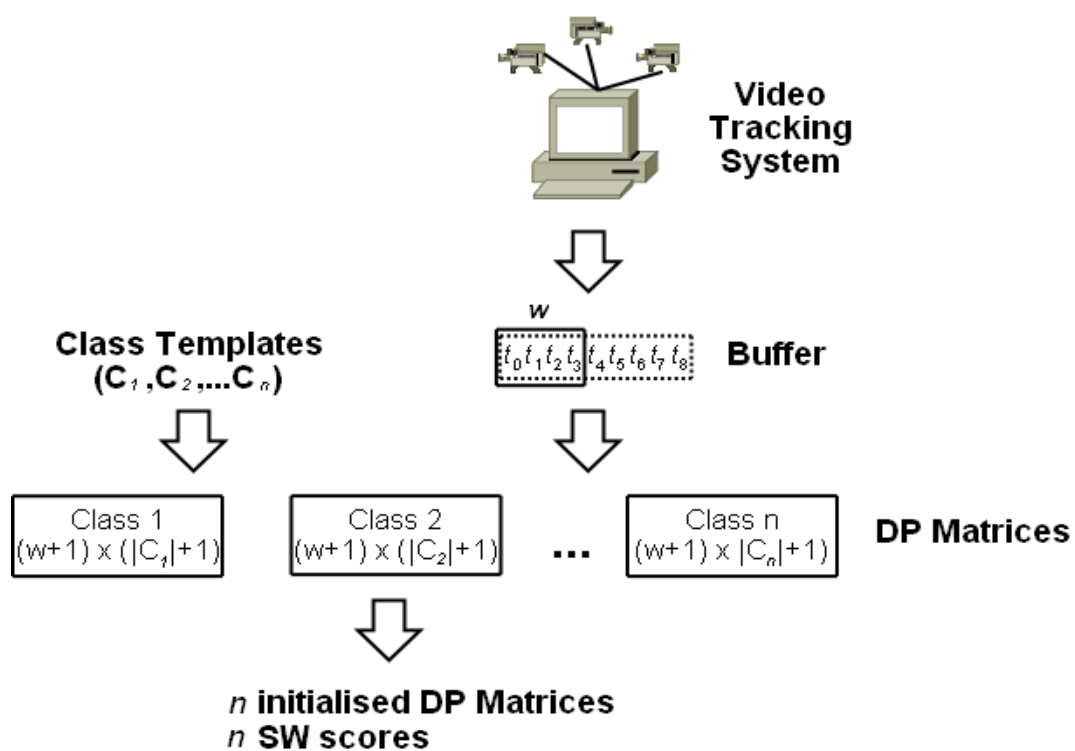 Video
Tracking
System
w
t0 t1 t2 t3 t4 t5 t6 t7 t8
Buffer
Class Templates
(C1 ,C2 ,...Cn)
Class 1
(w+1) x (|C1|+1)
Class 2
(w+1) x (|C2|+1)
...
Class n
(w+1) x |Cn|+1)
DP Matrices
n initialised DP Matrices
n SW scores